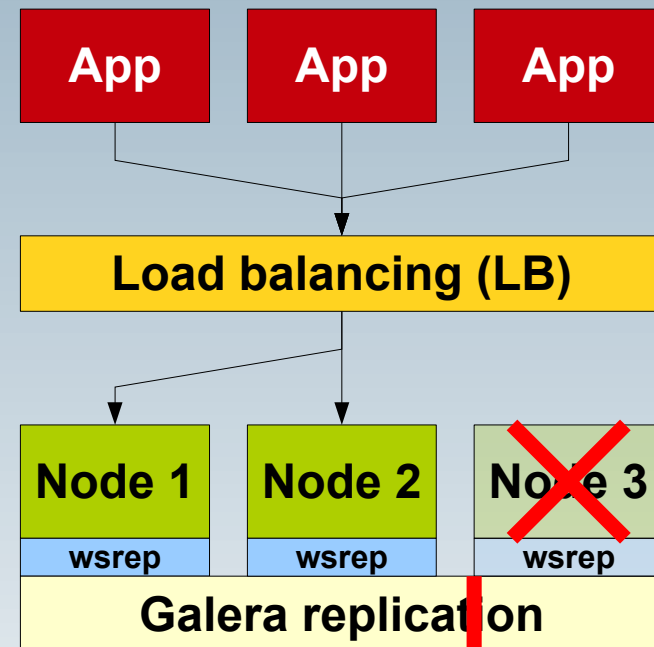 App App App
Load balancing (LB)
Node 1 Node 2 Node 3
wsrep wsrep wsrep
Galera replication